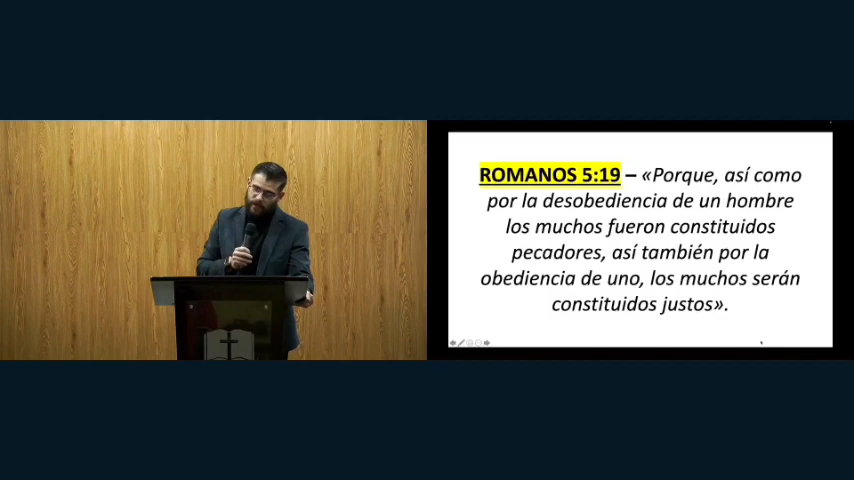 ROMANOS 5:19 – «Porque, así como
por la desobediencia de un hombre
los muchos fueron constituidos
pecadores, así también por la
obediencia de uno, los muchos serán
constituidos justos».